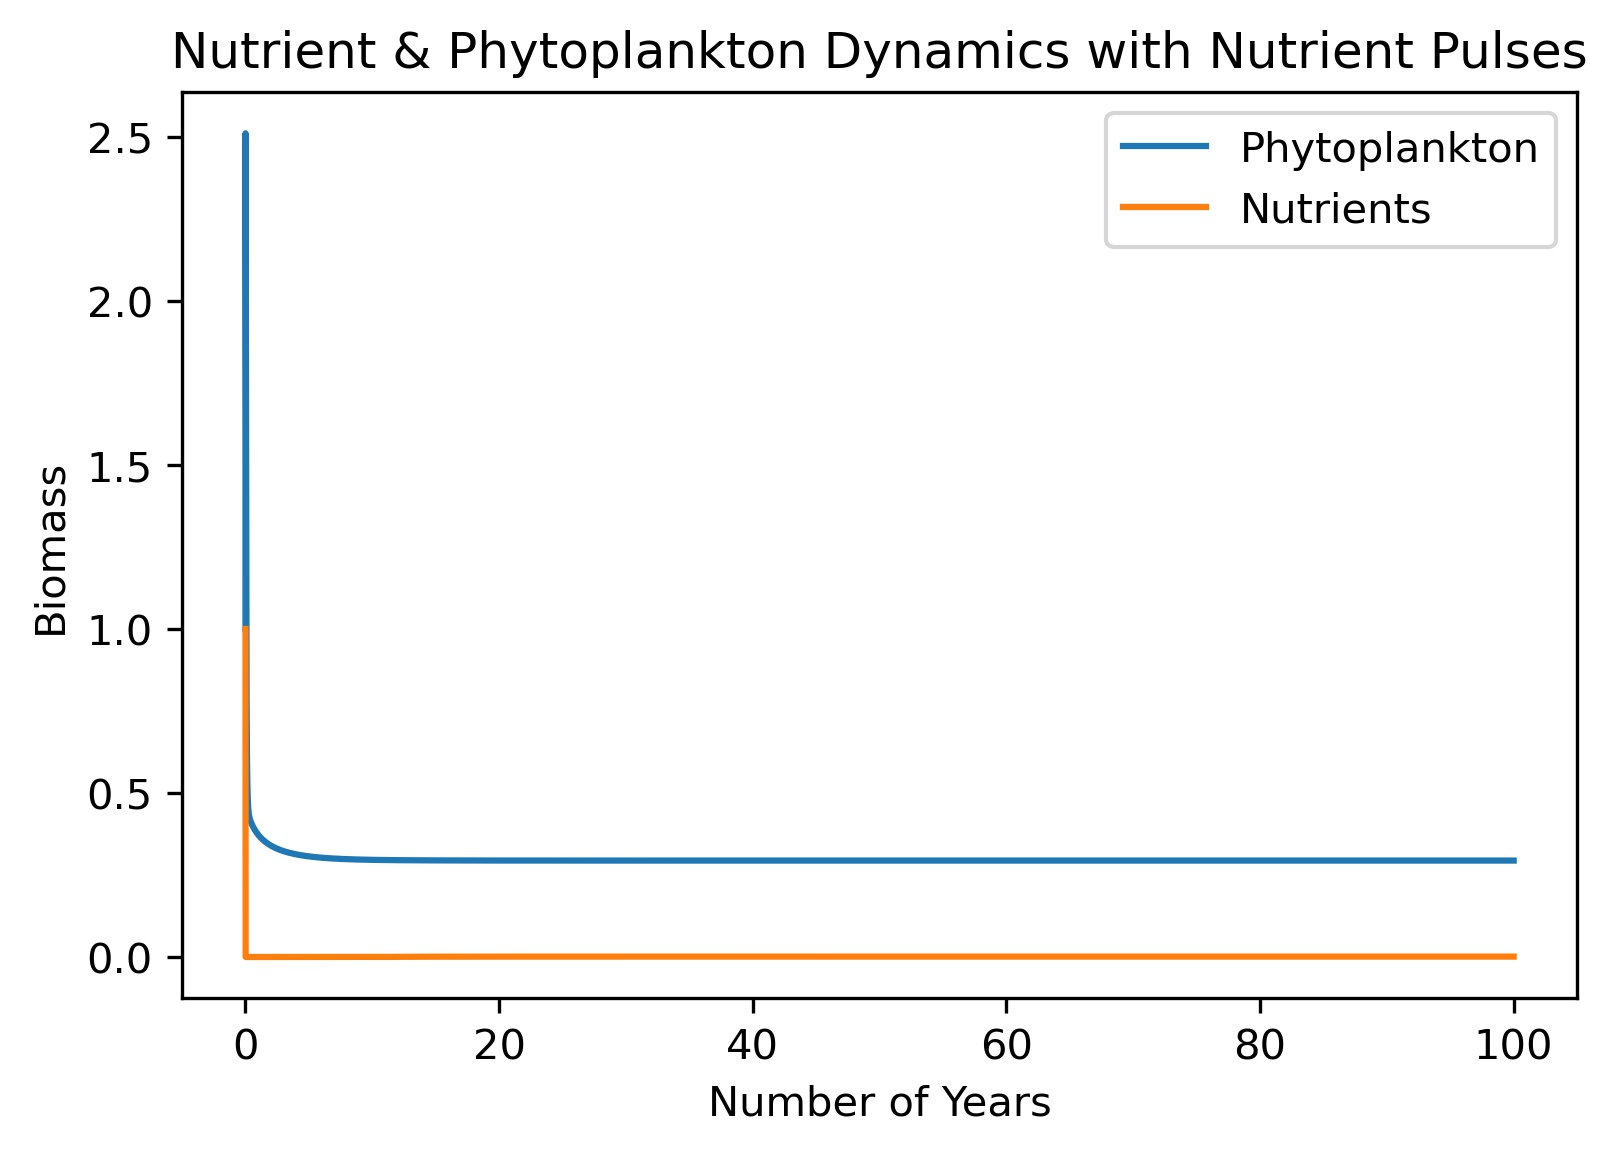 Nutrient & Phytoplankton Dynamics with Nutrient Pulses
Phytoplankton
Nutrients
Biomass
2.5
2.0
1.5
1.0
0.5
0.0
0 20 40 60 80 100
Number of Years